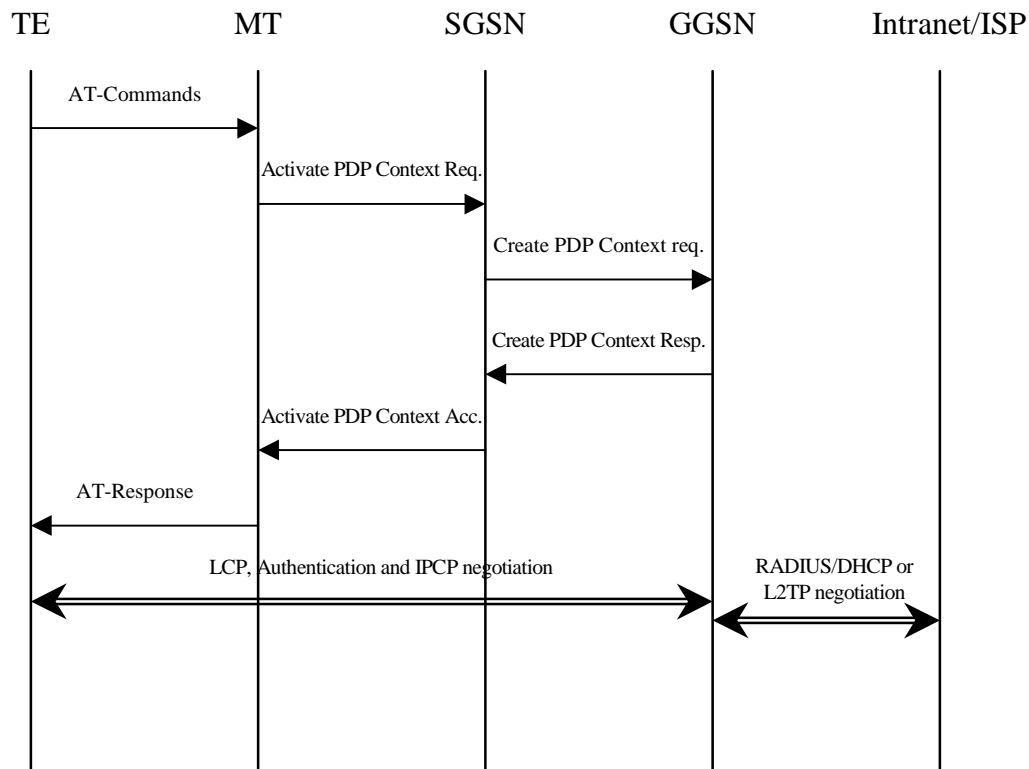 TE MT SGSN GGSN Intranet/ISP
AT-Commands
Activate PDP Context Req.
Create PDP Context req.
Create PDP Context Resp.
Activate PDP Context Acc.
AT-Response
LCP, Authentication and IPCP negotiation
RADIUS/DHCP or
L2TP negotiation